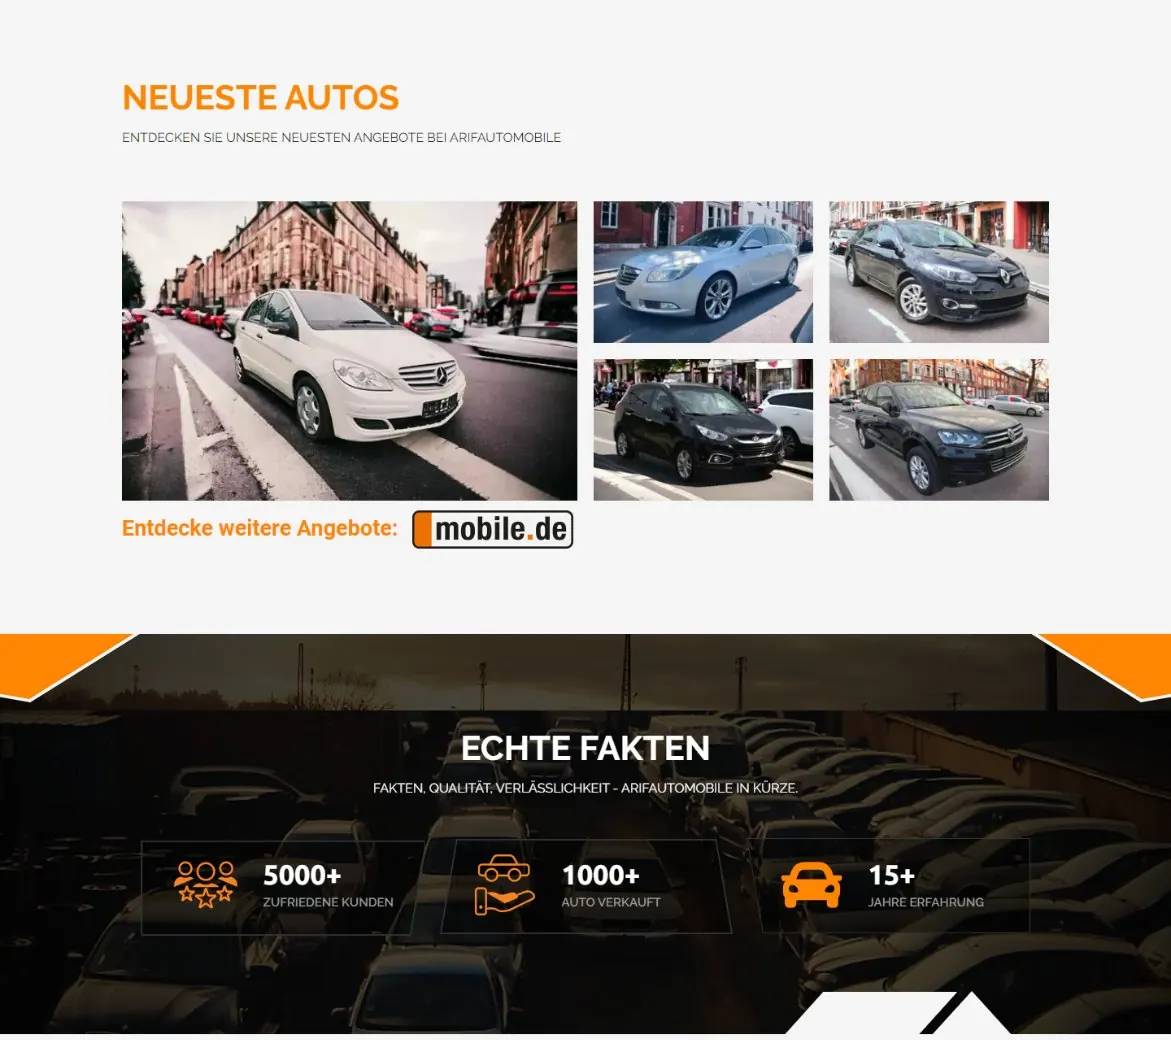 NEUESTE AUTOS
ENTDECKEN SIE UNSERE NEUESTEN ANGEBOTE BEI ARIFAUTOMOBILE
Entdecke weitere Angebote:
mobile.de
ECHTE FAKTEN
FAKTEN, QUALITÄT, VERLÄSSLICHKEIT - ARIFAUTOMOBILE IN KÜRZE.
5000+
ZUFRIEDENE KUNDEN
1000+
AUTO VERKAUFT
15+
JAHRE ERFAHRUNG